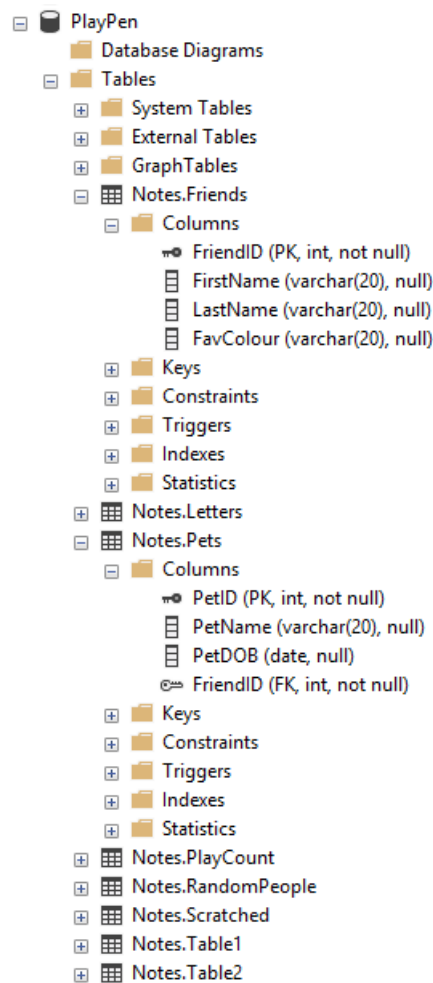 PlayPen
Database Diagrams
Tables
System Tables
External Tables
GraphTables
Notes.Friends
Columns
FriendID (PK, int, not null)
FirstName (varchar(20), null)
LastName (varchar(20), null)
FavColour (varchar(20), null)
Keys
Constraints
Triggers
Indexes
Statistics
Notes.Letters
Notes.Pets
Columns
PetID (PK, int, not null)
PetName (varchar(20), null)
PetDOB (date, null)
FriendID (FK, int, not null)
Keys
Constraints
Triggers
Indexes
Statistics
Notes.PlayCount
Notes.RandomPeople
Notes.Scratched
Notes.Table1
Notes.Table2